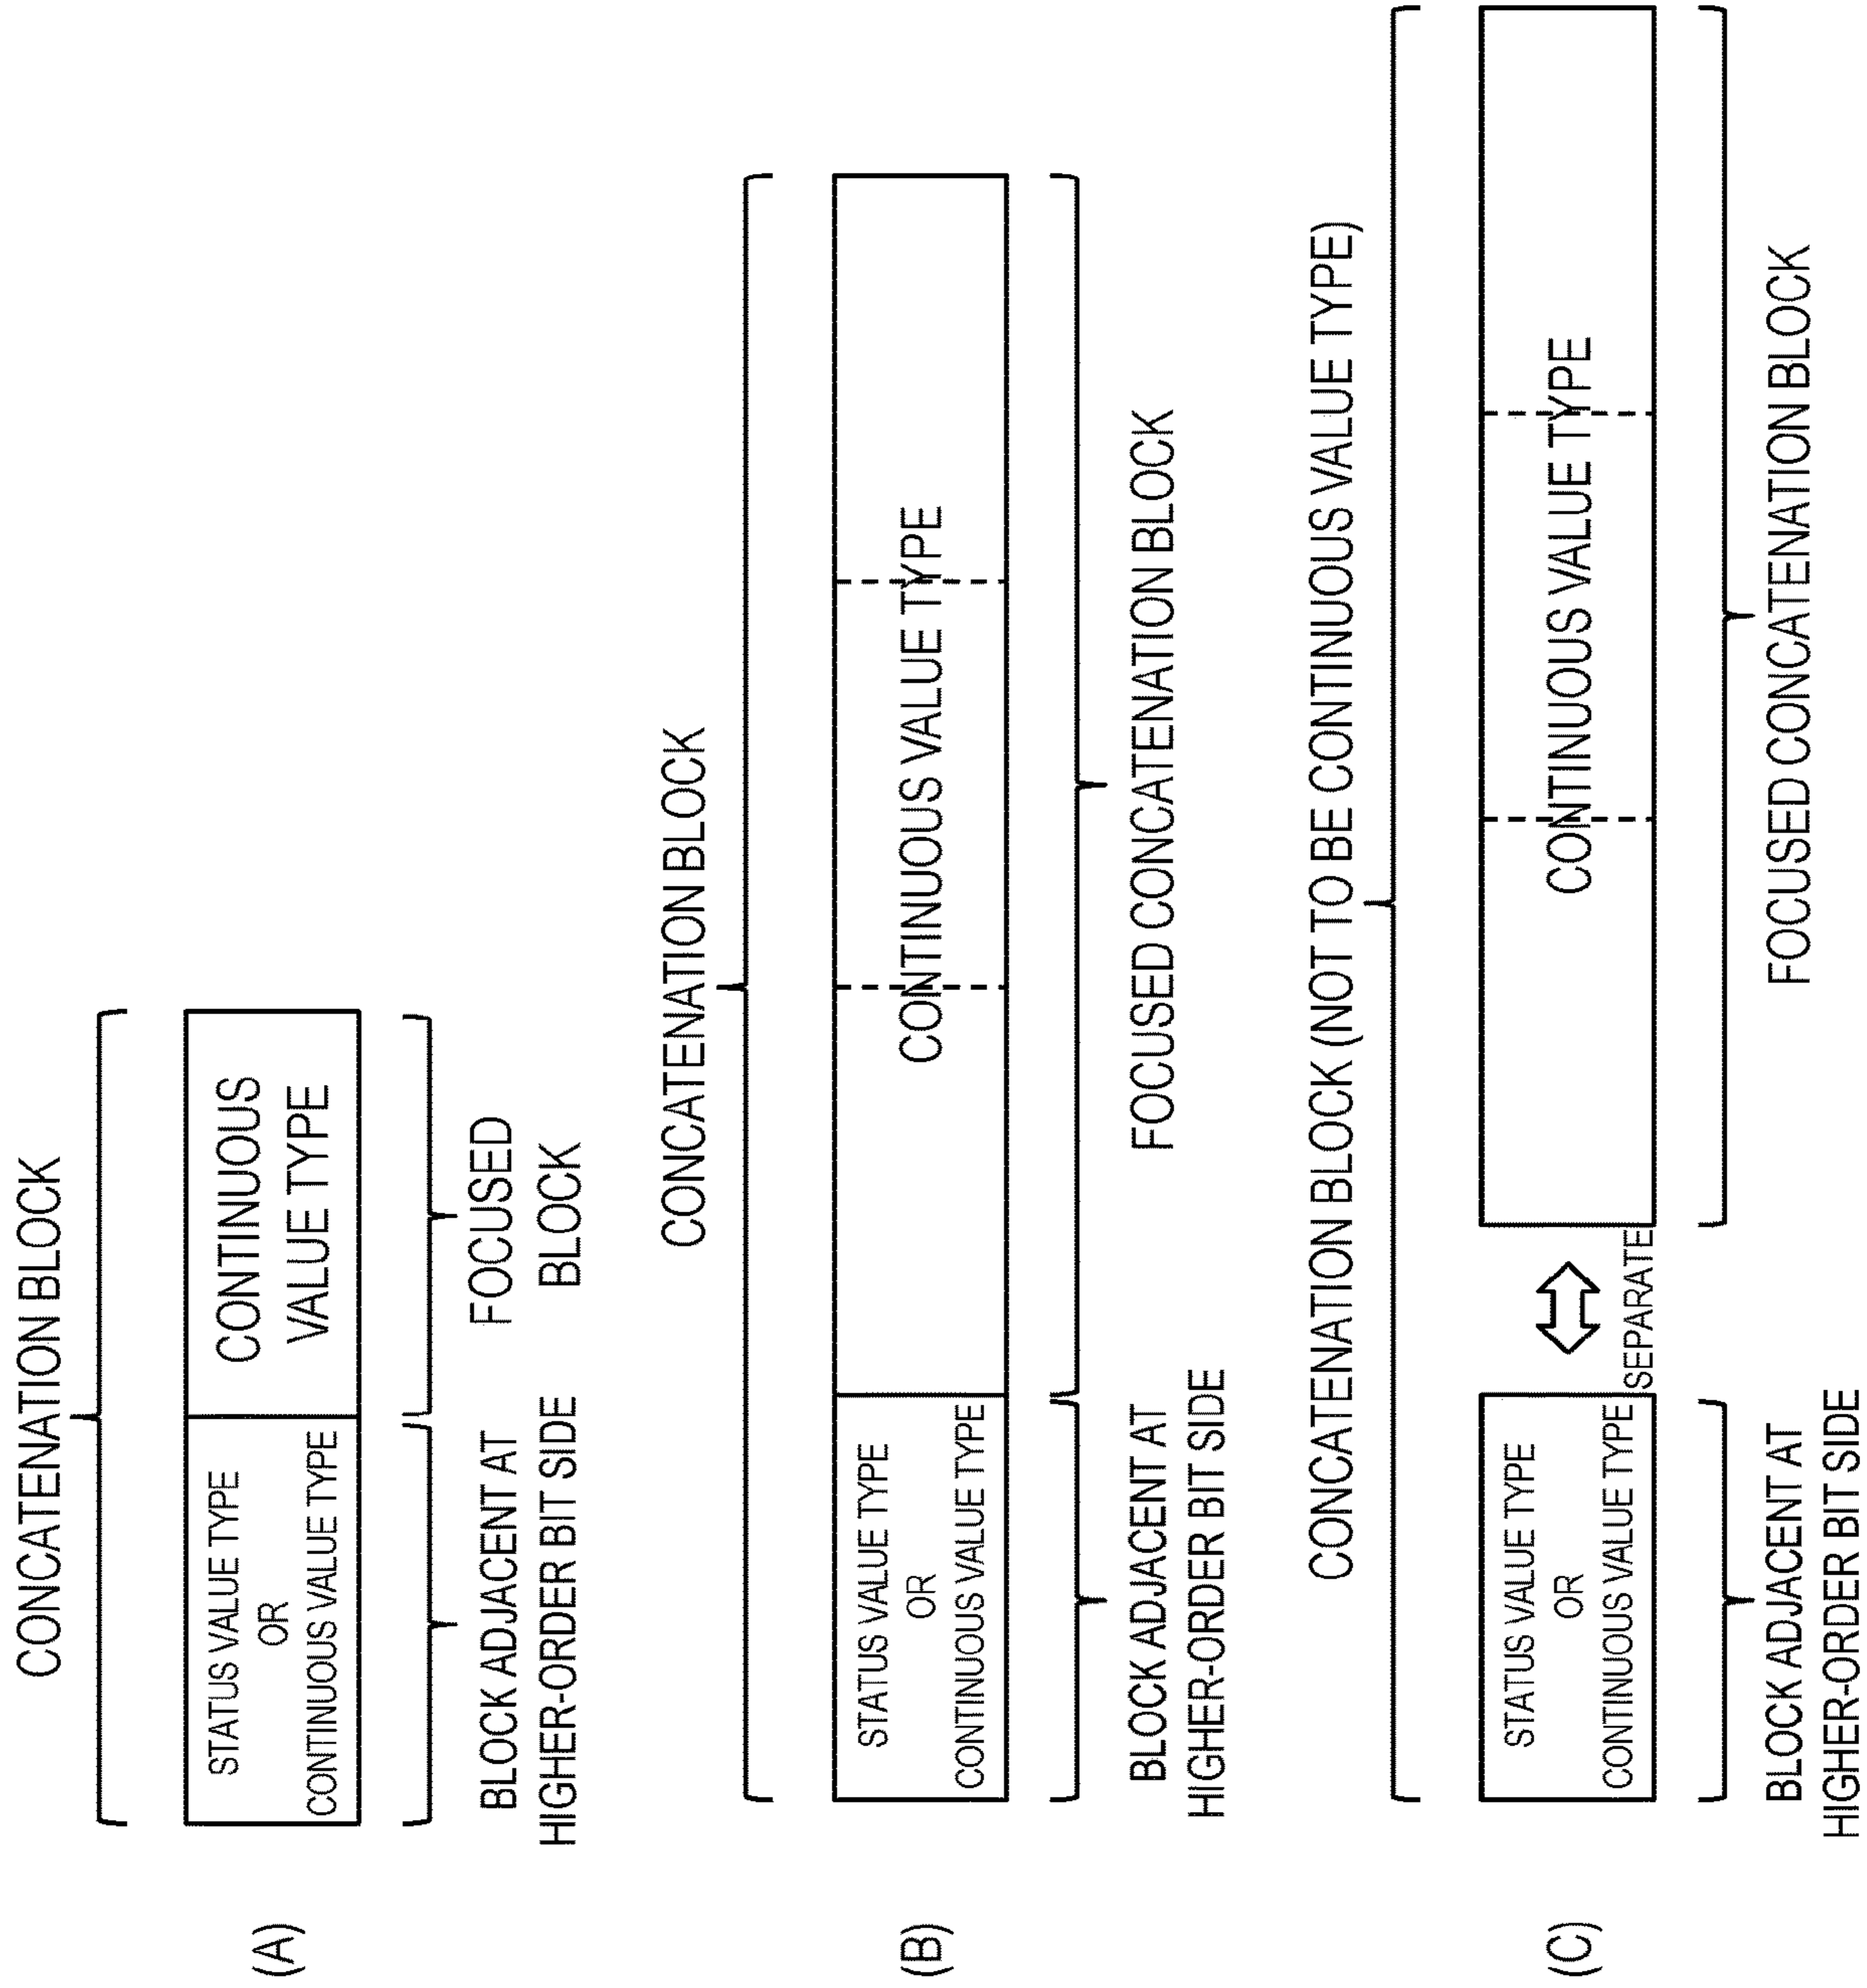 CONCATENATION BLOCK
(A)
STATUS VALUE TYPE
OR
CONTINUOUS VALUE TYPE
CONTINUOUS
VALUE TYPE
BLOCK ADJACENT AT
HIGHER-ORDER BIT SIDE
FOCUSED
BLOCK
CONCATENATION BLOCK
(B)
STATUS VALUE TYPE
OR
CONTINUOUS VALUE TYPE
CONTINUOUS VALUE TYPE
BLOCK ADJACENT AT
HIGHER-ORDER BIT SIDE
FOCUSED CONCATENATION BLOCK
CONCATENATION BLOCK (NOT TO BE CONTINUOUS VALUE TYPE)
(C)
STATUS VALUE TYPE
OR
CONTINUOUS VALUE TYPE
SEPARATE
CONTINUOUS VALUE TYPE
BLOCK ADJACENT AT
HIGHER-ORDER BIT SIDE
FOCUSED CONCATENATION BLOCK